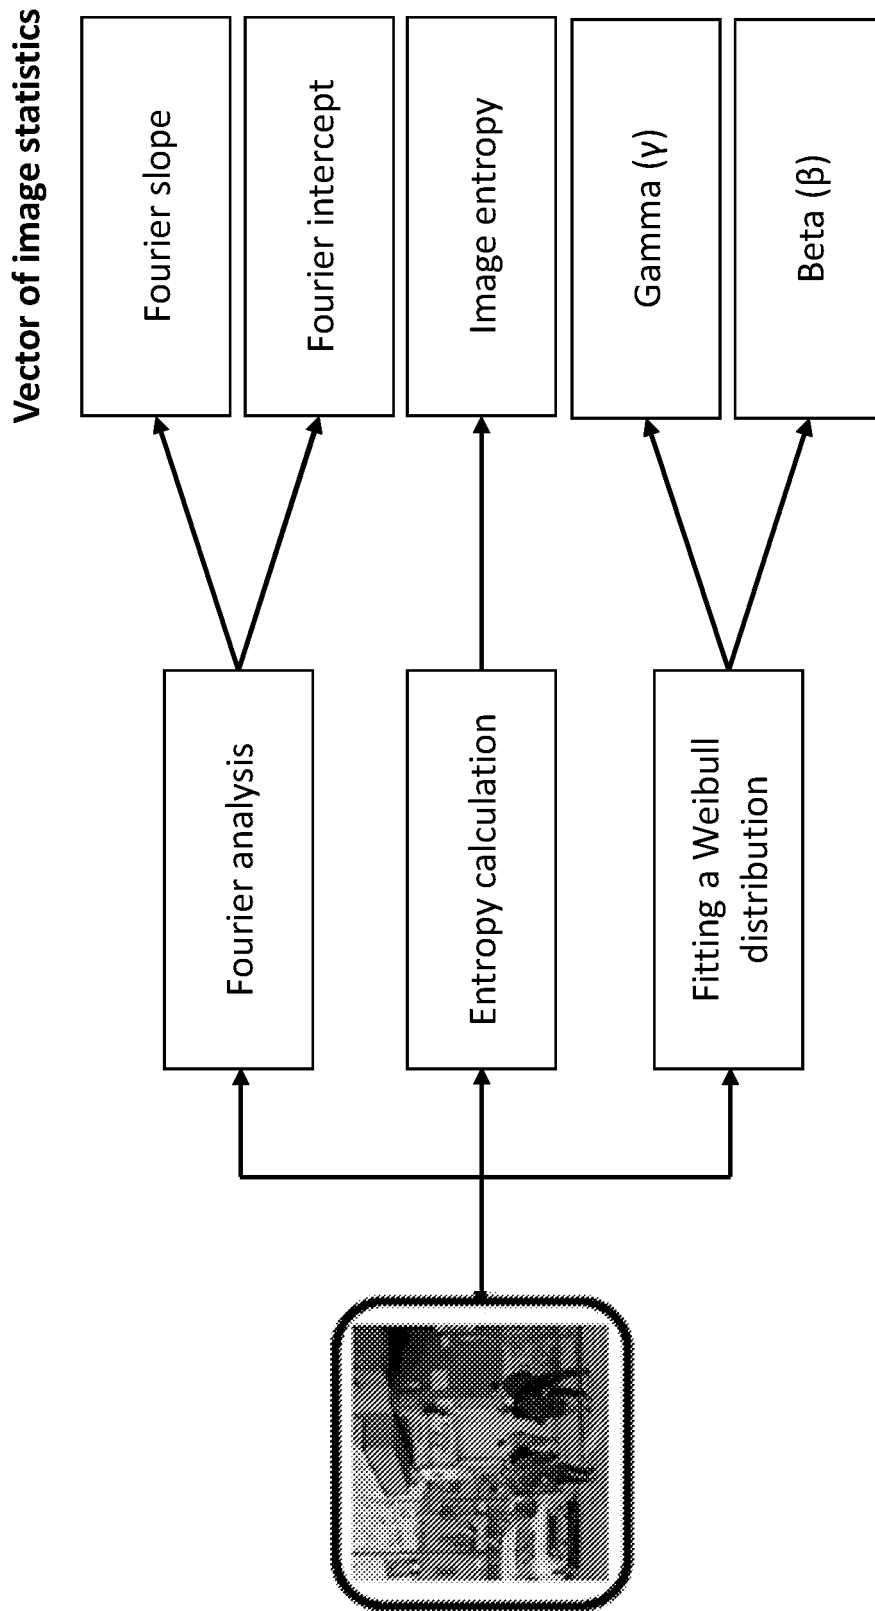 Vector of image statistics
Fourier analysis
Entropy calculation
Fitting a Weibull
distribution
Fourier slope
Fourier intercept
Image entropy
Gamma (γ)
Beta (β)